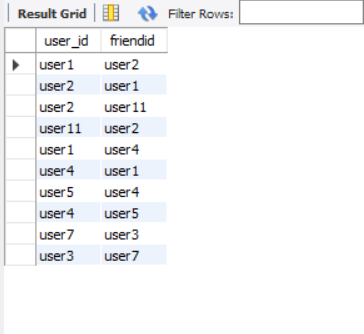 Result Grid Filter Rows:
user_id friendid
user1 user2
user2 user1
user2 user11
user11 user2
user1 user4
user4 user1
user5 user4
user4 user5
user7 user3
user3 user7